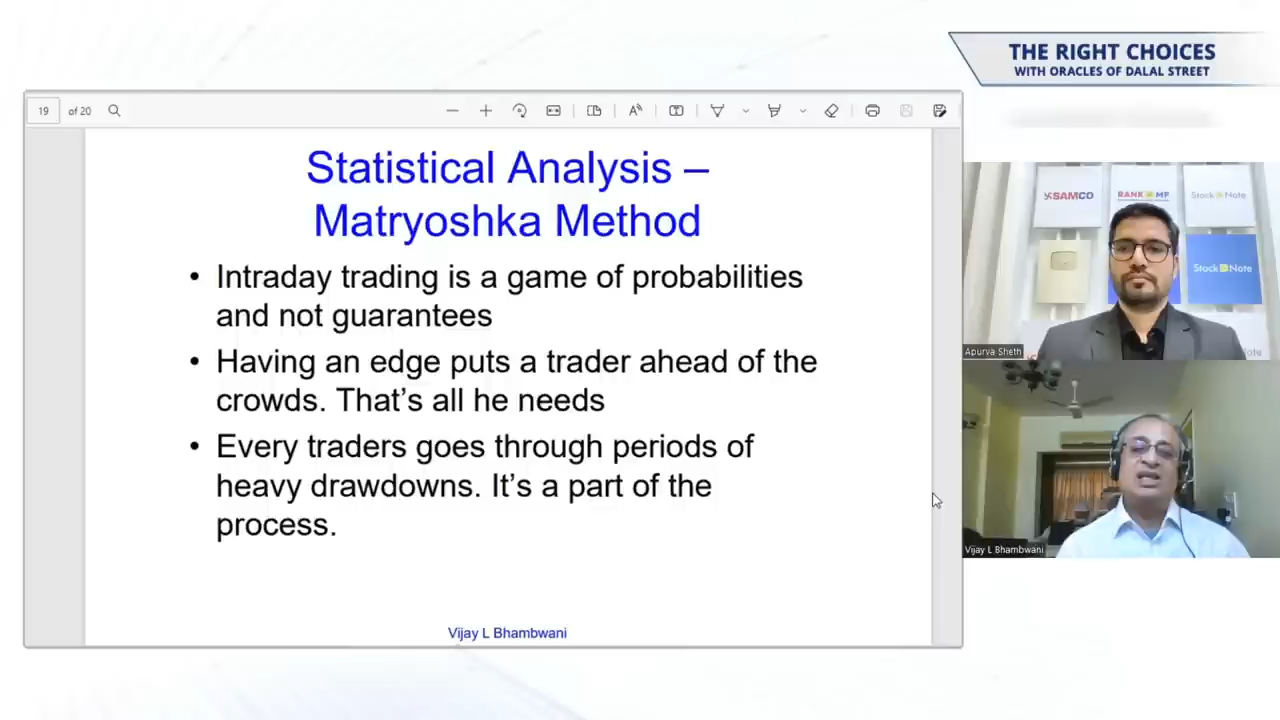 THE RIGHT CHOICES
WITH ORACLES OF DALAL STREET
19 of 20
Statistical Analysis –
Matryoshka Method
• Intraday trading is a game of probabilities
and not guarantees
• Having an edge puts a trader ahead of the
crowds. That's all he needs
• Every traders goes through periods of
heavy drawdowns. It's a part of the
process.
Vijay L Bhambwani
SAMCO
RANK MF
Stock Note
Stock Note
Apurva Sheth
Vijay L Bhambwani